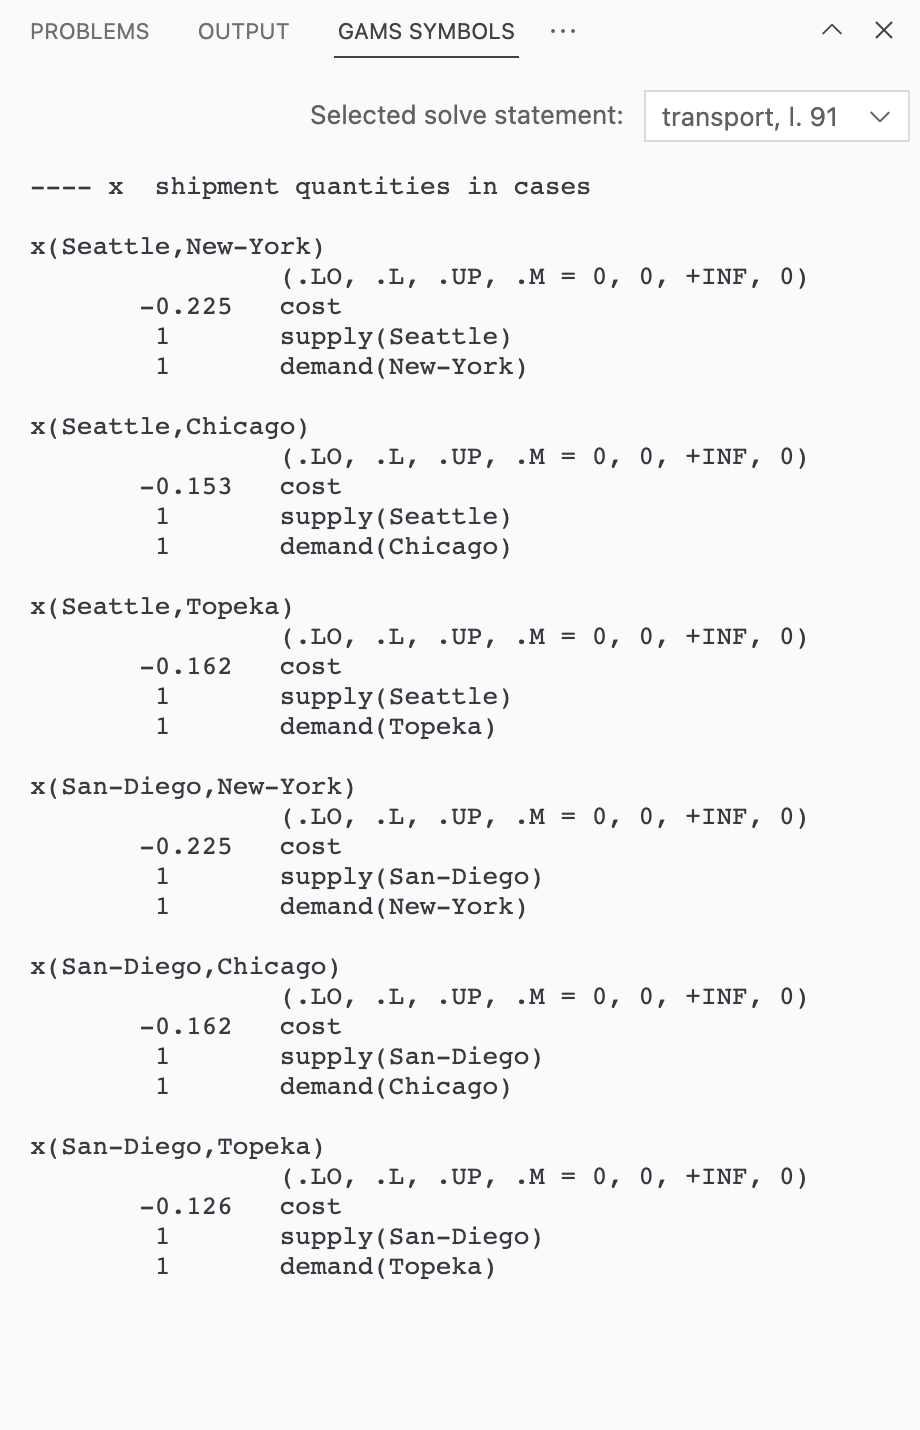 PROBLEMS OUTPUT GAMS SYMBOLS ···
Selected solve statement: transport, l. 91
---- x  shipment quantities in cases
x(Seattle,New-York)
(.LO, .L, .UP, .M = 0, 0, +INF, 0)
-0.225   cost
1       supply(Seattle)
1       demand(New-York)
x(Seattle,Chicago)
(.LO, .L, .UP, .M = 0, 0, +INF, 0)
-0.153   cost
1       supply(Seattle)
1       demand(Chicago)
x(Seattle,Topeka)
(.LO, .L, .UP, .M = 0, 0, +INF, 0)
-0.162   cost
1       supply(Seattle)
1       demand(Topeka)
x(San-Diego,New-York)
(.LO, .L, .UP, .M = 0, 0, +INF, 0)
-0.225   cost
1       supply(San-Diego)
1       demand(New-York)
x(San-Diego,Chicago)
(.LO, .L, .UP, .M = 0, 0, +INF, 0)
-0.162   cost
1       supply(San-Diego)
1       demand(Chicago)
x(San-Diego,Topeka)
(.LO, .L, .UP, .M = 0, 0, +INF, 0)
-0.126   cost
1       supply(San-Diego)
1       demand(Topeka)